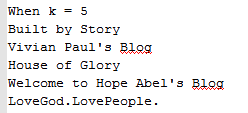 When k = 5
Built by Story
Vivian Paul's Blog
House of Glory
Welcome to Hope Abel's Blog
LoveGod.LovePeople.